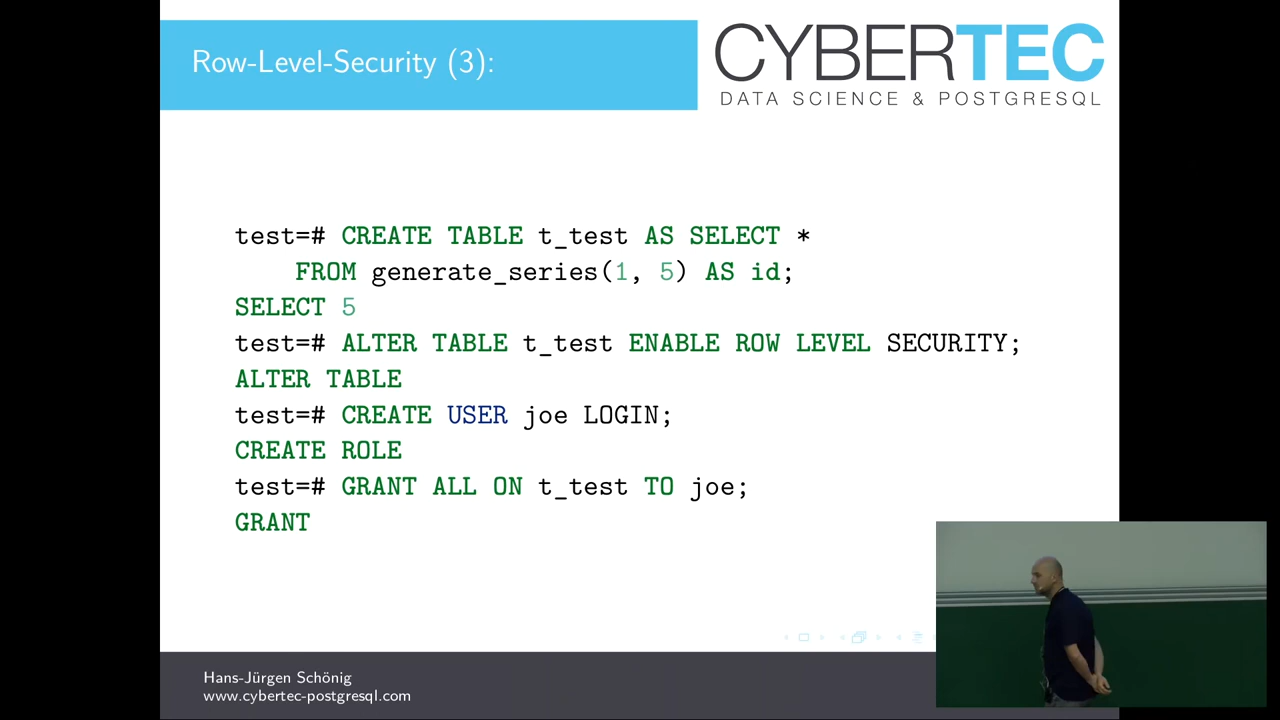 Row-Level-Security (3):
CYBERTEC
DATA SCIENCE & POSTGRESQL
test=# CREATE TABLE t_test AS SELECT *
    FROM generate_series(1, 5) AS id;
SELECT 5
test=# ALTER TABLE t_test ENABLE ROW LEVEL SECURITY;
ALTER TABLE
test=# CREATE USER joe LOGIN;
CREATE ROLE
test=# GRANT ALL ON t_test TO joe;
GRANT
Hans-Jürgen Schönig
www.cybertec-postgresql.com